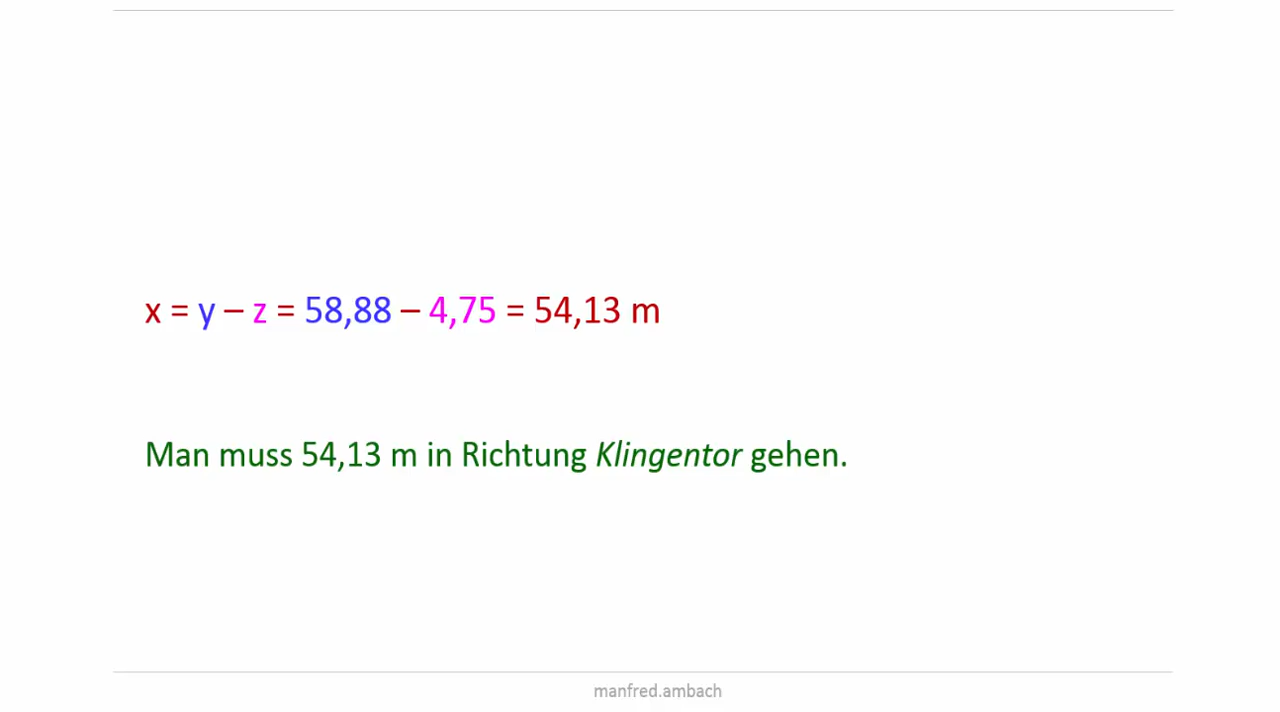 x = y – z = 58,88 – 4,75 = 54,13 m
Man muss 54,13 m in Richtung Klingentor gehen.
manfred.ambach